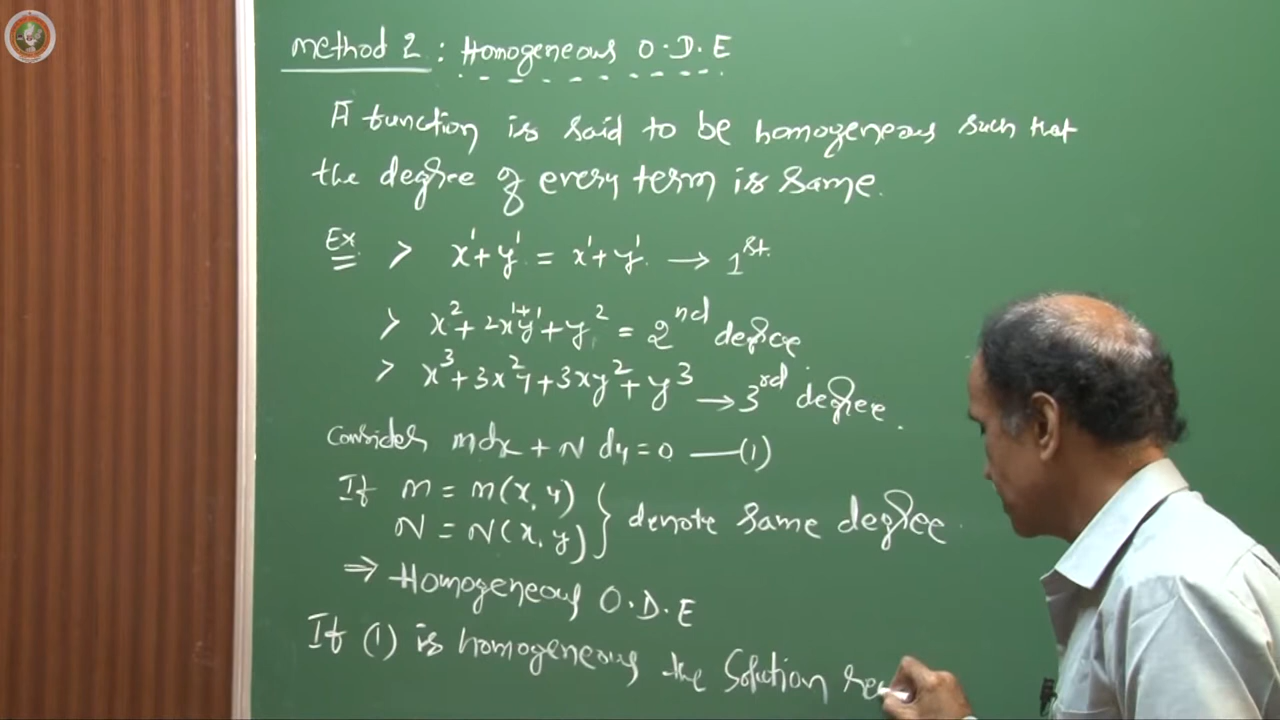 Method 2 : Homogeneous O.D.E
A function is said to be homogeneous such that
the degree of every term is same.
Ex > x¹ + y¹ = x¹ + y¹. → 1st.
> x² + 2x¹y¹ + y² = 2nd degree
> x³ + 3x²y + 3xy² + y³ → 3rd degree.
Consider mdx + N dy = 0 —(1)
If m = m(x, y)
N = N(x, y) } denote same degree.
⇒ Homogeneous O.D.E
If (1) is homogeneous the Solution